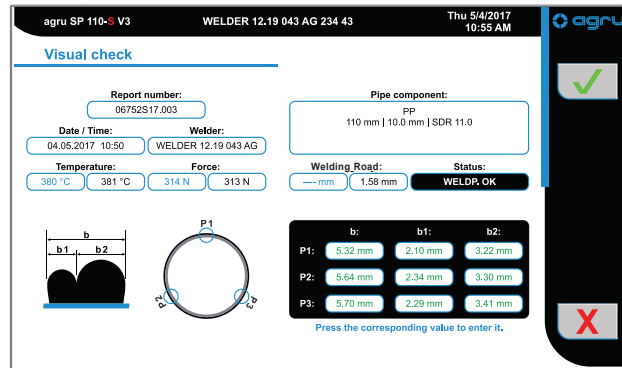 agru SP 110-S V3 WELDER 12.19 043 AG 234 43 Thu 5/4/2017
10:55 AM
agru
Visual check
Report number:
06752S17.003
Pipe component:
PP
110 mm | 10.0 mm | SDR 11.0
Date / Time: Welder:
04.05.2017 10:50 WELDER 12.19 043 AG
Temperature: Force:
380 °C 381 °C 314 N 313 N
Welding Road: Status:
---- mm 1.58 mm WELDP. OK
b
b1 b2
P1
P2
P3
b: b1: b2:
P1: 5.32 mm 2.10 mm 3.22 mm
P2: 5.64 mm 2.34 mm 3.30 mm
P3: 5.70 mm 2.29 mm 3.41 mm
Press the corresponding value to enter it.
X